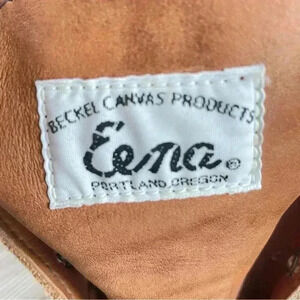 BECKEL CANVAS PRODUCTS
Eena®
PORTLAND, OREGON